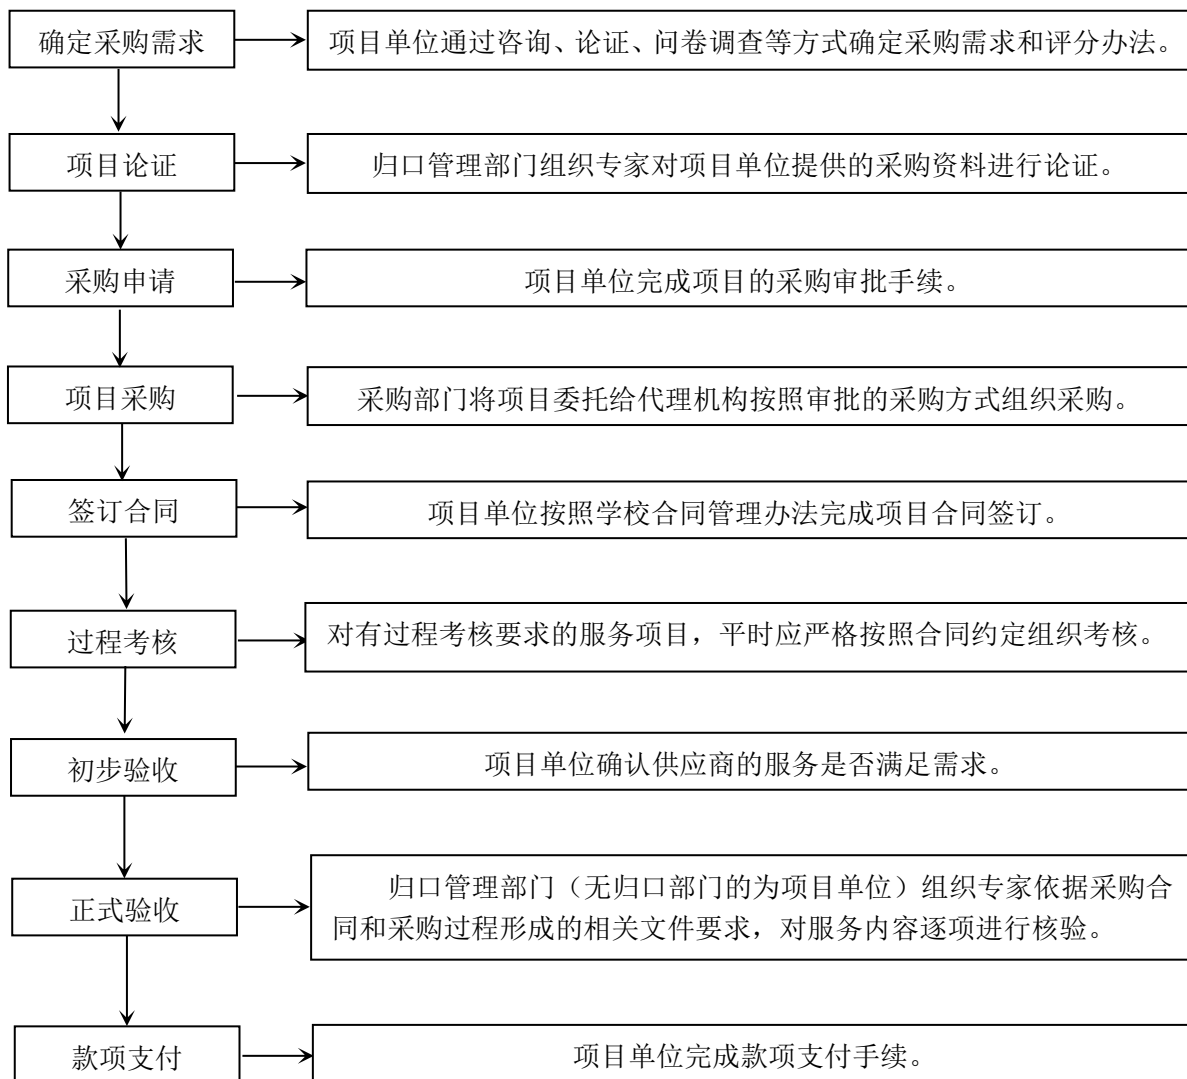 确定采购需求
项目单位通过咨询、论证、问卷调查等方式确定采购需求和评分办法。
项目论证
归口管理部门组织专家对项目单位提供的采购资料进行论证。
采购申请
项目单位完成项目的采购审批手续。
项目采购
采购部门将项目委托给代理机构按照审批的采购方式组织采购。
签订合同
项目单位按照学校合同管理办法完成项目合同签订。
过程考核
对有过程考核要求的服务项目，平时应严格按照合同约定组织考核。
初步验收
项目单位确认供应商的服务是否满足需求。
正式验收
归口管理部门（无归口部门的为项目单位）组织专家依据采购合
同和采购过程形成的相关文件要求，对服务内容逐项进行核验。
款项支付
项目单位完成款项支付手续。